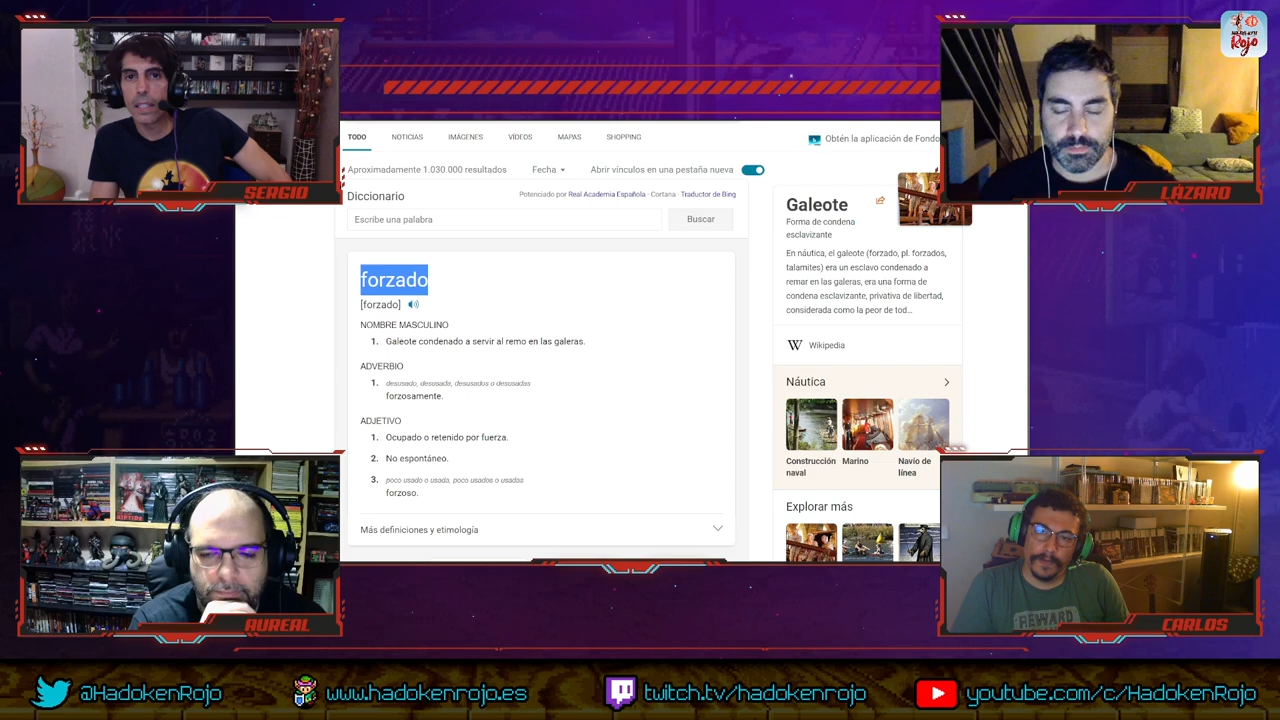 HADOKEN
Rojo
SERGIO
LÁZARO
TODO NOTICIAS IMÁGENES VÍDEOS MAPAS SHOPPING
Obtén la aplicación de Fondo
Aproximadamente 1.030.000 resultados Fecha Abrir vínculos en una pestaña nueva
Diccionario
Potenciado por Real Academia Española · Cortana · Traductor de Bing
Escribe una palabra
Buscar
forzado
[forzado]
NOMBRE MASCULINO
1. Galeote condenado a servir al remo en las galeras.
ADVERBIO
1. desusado, desusada, desusados o desusadas
forzosamente.
ADJETIVO
1. Ocupado o retenido por fuerza.
2. No espontáneo.
3. poco usado o usada, poco usados o usadas
forzoso.
Más definiciones y etimología
Galeote
Forma de condena
esclavizante
En náutica, el galeote (forzado, pl. forzados,
talamites) era un esclavo condenado a
remar en las galeras, era una forma de
condena esclavizante, privativa de libertad,
considerada como la peor de tod…
Wikipedia
Náutica
Construcción
naval
Marino
Navío de
línea
Explorar más
REWARD
AUREAL
CARLOS
@HadokenRojo
www.hadokenrojo.es
twitch.tv/hadokenrojo
youtube.com/c/HadokenRojo